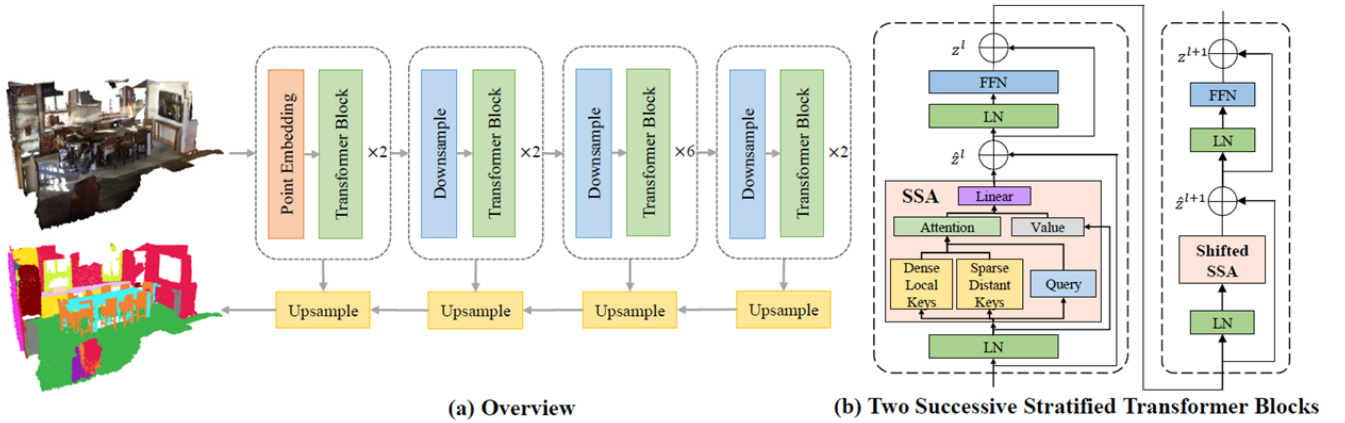 Point Embedding
Transformer Block
×2
Downsample
Transformer Block
×2
Downsample
Transformer Block
×6
Downsample
Transformer Block
×2
Upsample
Upsample
Upsample
Upsample
(a) Overview
z^l
FFN
LN
ẑ^l
SSA
Linear
Attention
Value
Dense
Local
Keys
Sparse
Distant
Keys
Query
LN
z^{l+1}
FFN
LN
ẑ^{l+1}
Shifted
SSA
LN
(b) Two Successive Stratified Transformer Blocks